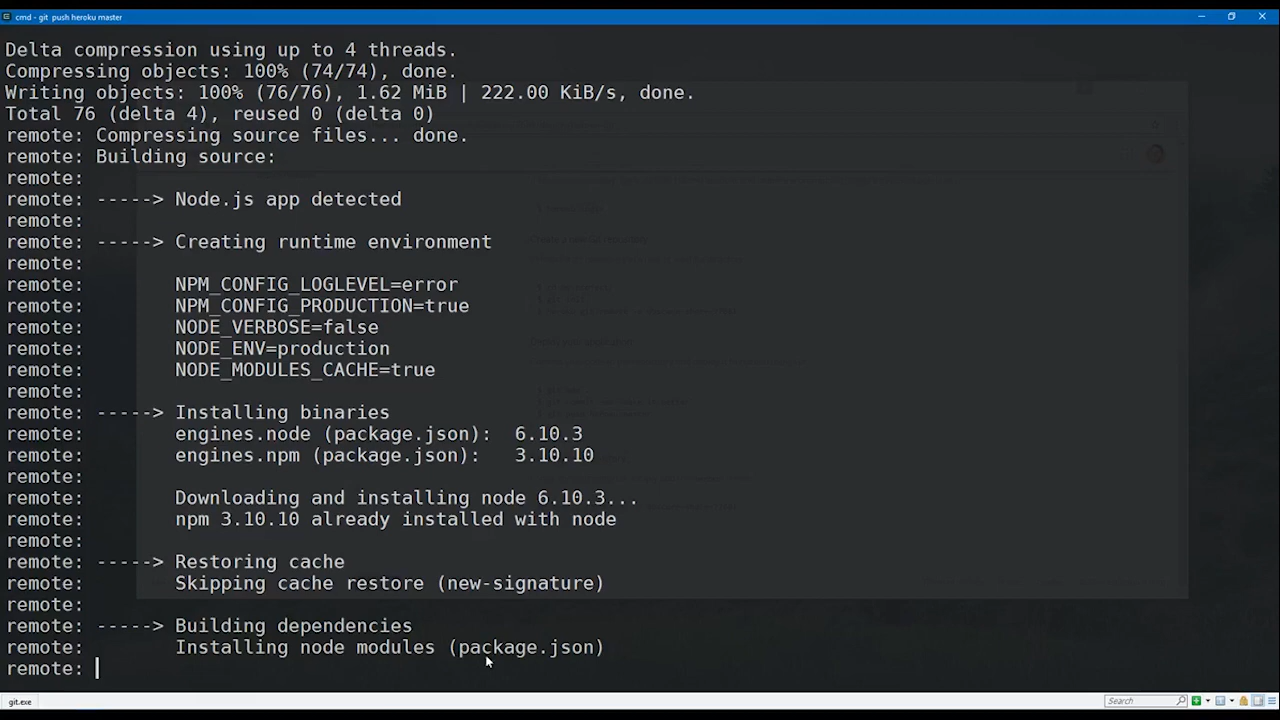 cmd - git  push heroku master
Delta compression using up to 4 threads.
Compressing objects: 100% (74/74), done.
Writing objects: 100% (76/76), 1.62 MiB | 222.00 KiB/s, done.
Total 76 (delta 4), reused 0 (delta 0)
remote: Compressing source files... done.
remote: Building source:
remote:
remote: -----> Node.js app detected
remote:
remote: -----> Creating runtime environment
remote:
remote:        NPM_CONFIG_LOGLEVEL=error
remote:        NPM_CONFIG_PRODUCTION=true
remote:        NODE_VERBOSE=false
remote:        NODE_ENV=production
remote:        NODE_MODULES_CACHE=true
remote:
remote: -----> Installing binaries
remote:        engines.node (package.json):  6.10.3
remote:        engines.npm (package.json):   3.10.10
remote:
remote:        Downloading and installing node 6.10.3...
remote:        npm 3.10.10 already installed with node
remote:
remote: -----> Restoring cache
remote:        Skipping cache restore (new-signature)
remote:
remote: -----> Building dependencies
remote:        Installing node modules (package.json)
remote:
git.exe
Search